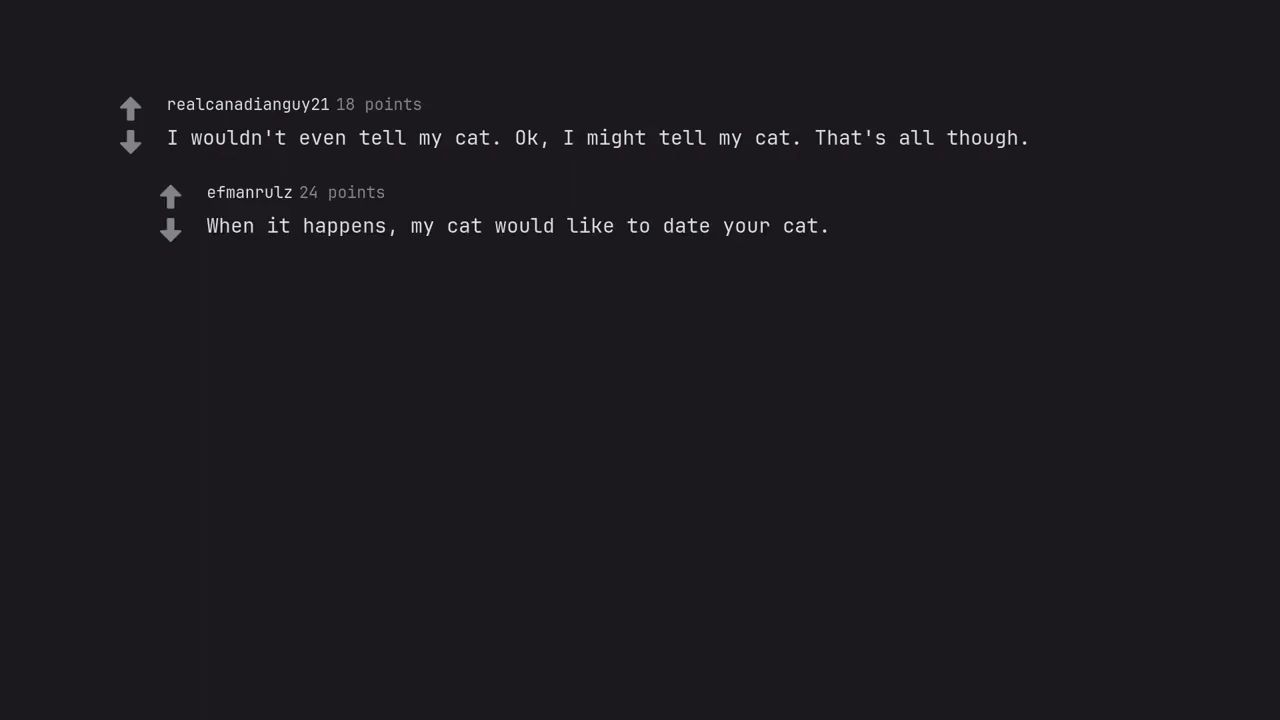 realcanadianguy21 18 points
I wouldn't even tell my cat. Ok, I might tell my cat. That's all though.
efmanrulz 24 points
When it happens, my cat would like to date your cat.